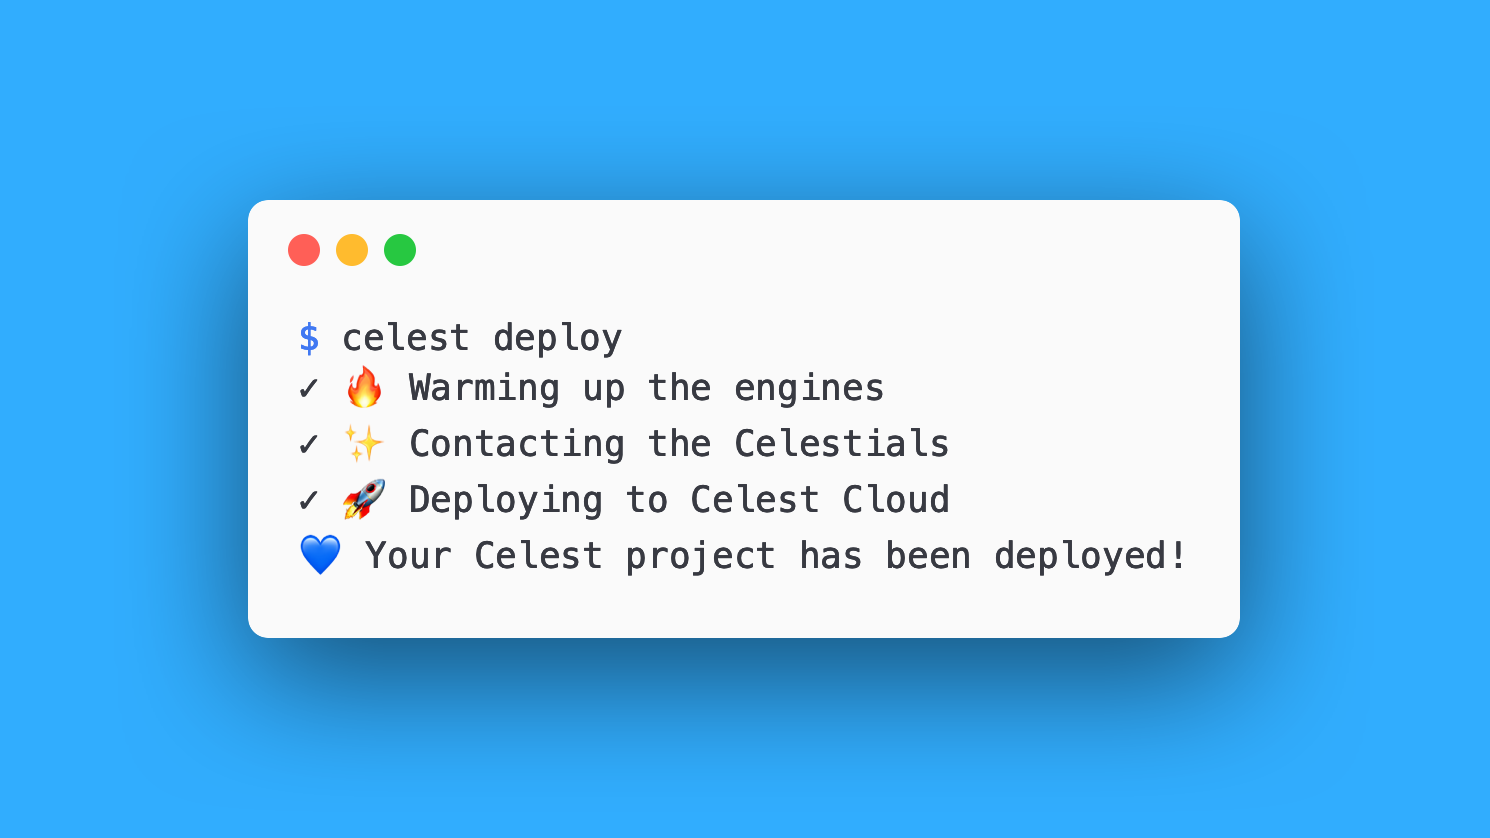 $ celest deploy
✓ 🔥 Warming up the engines
✓ ✨ Contacting the Celestials
✓ 🚀 Deploying to Celest Cloud
💙 Your Celest project has been deployed!